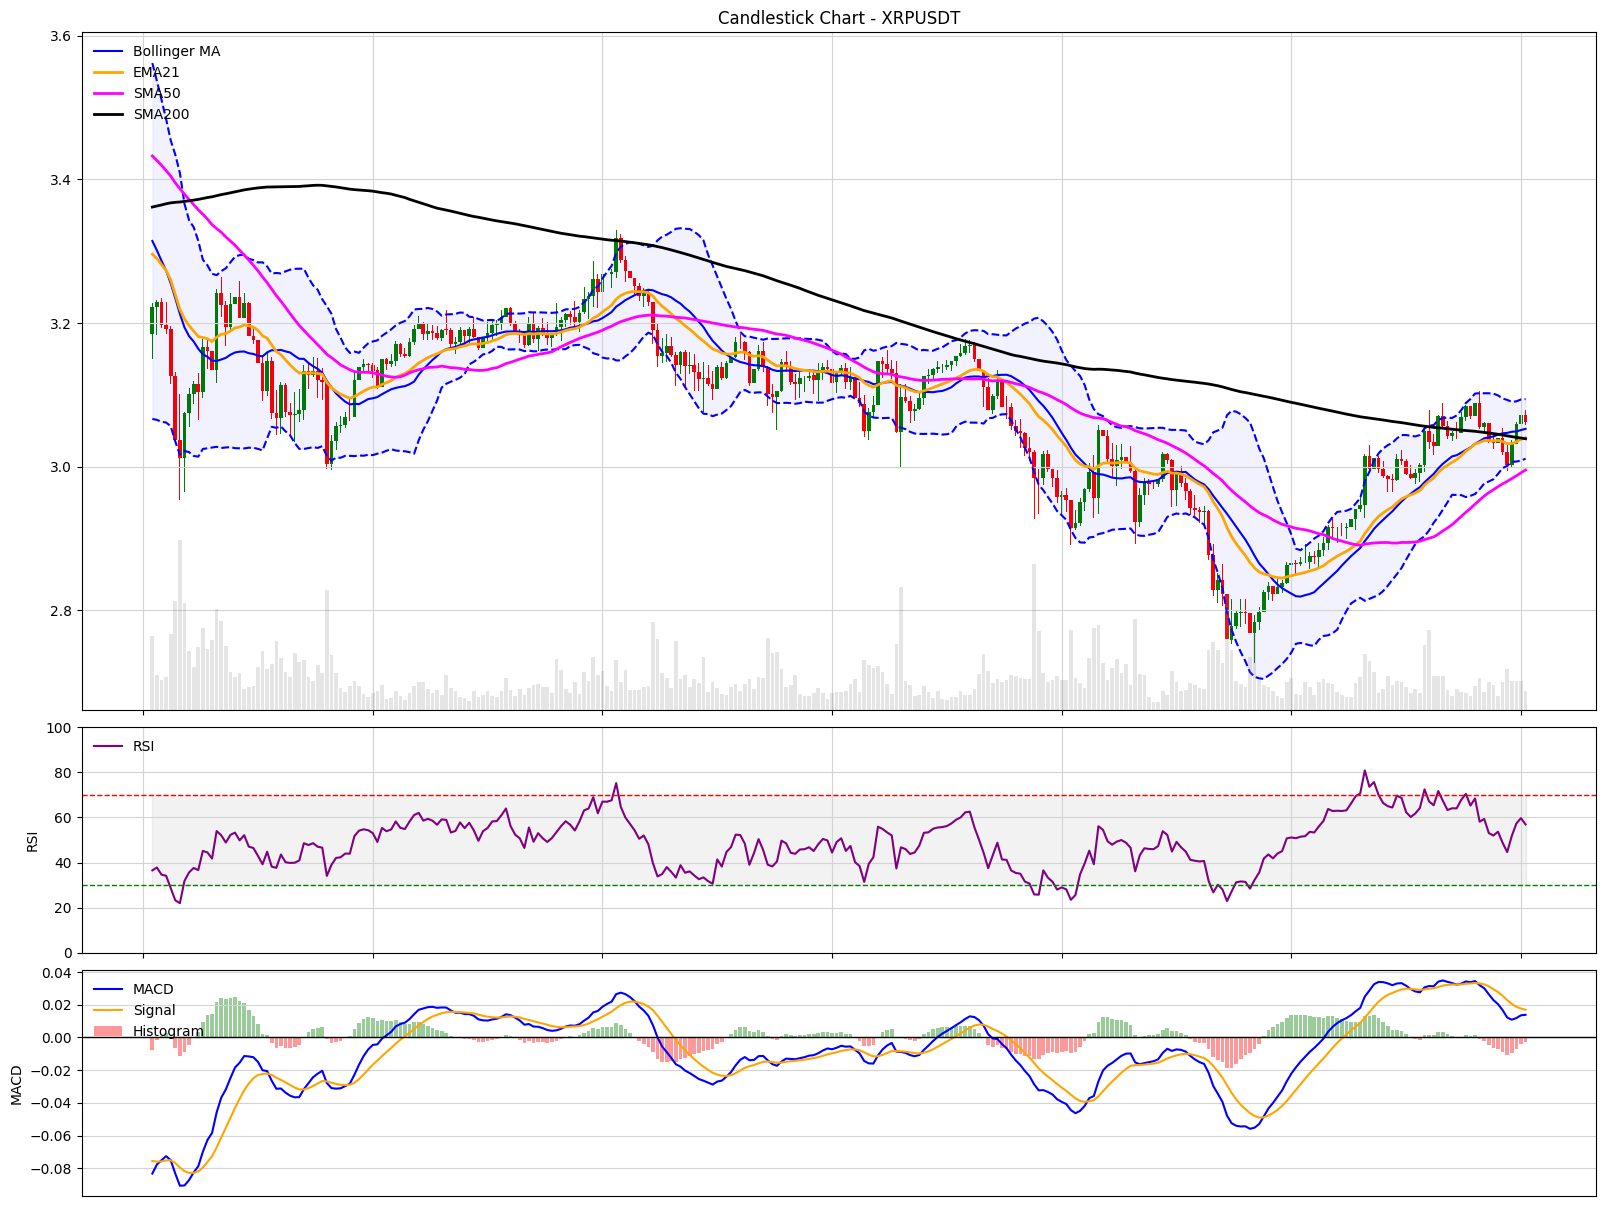 Candlestick Chart - XRPUSDT
3.6
3.4
3.2
3.0
2.8
Bollinger MA
EMA21
SMA50
SMA200
100
80
60
40
20
0
RSI
RSI
0.04
0.02
0.00
−0.02
−0.04
−0.06
−0.08
MACD
MACD
Signal
Histogram